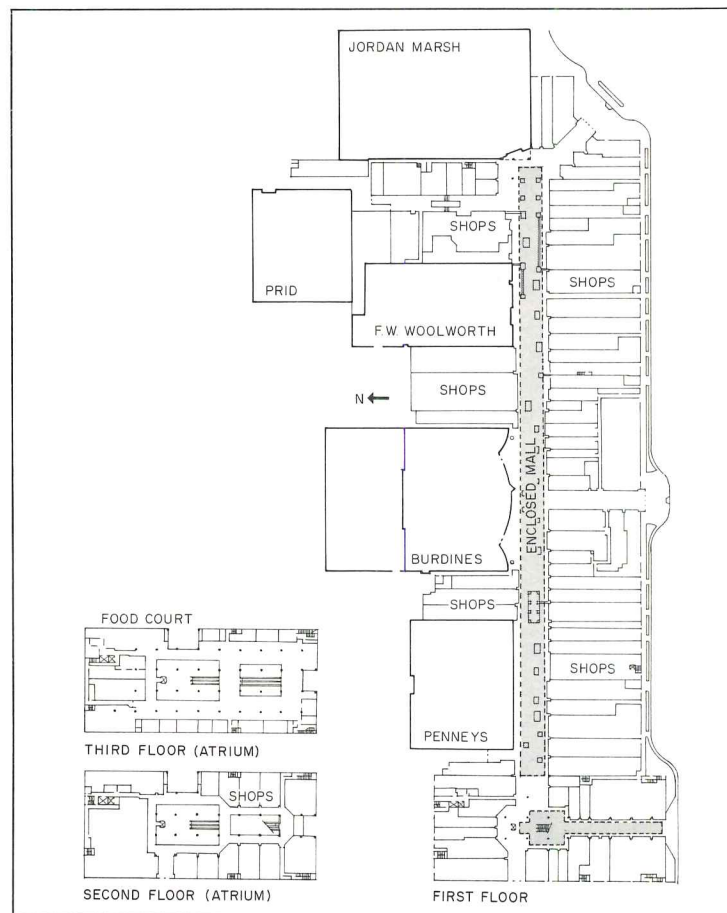 JORDAN MARSH
SHOPS
PRID
SHOPS
F.W. WOOLWORTH
SHOPS
N
ENCLOSED MALL
BURDINES
SHOPS
FOOD COURT
SHOPS
PENNEYS
THIRD FLOOR (ATRIUM)
SHOPS
SECOND FLOOR (ATRIUM)
FIRST FLOOR